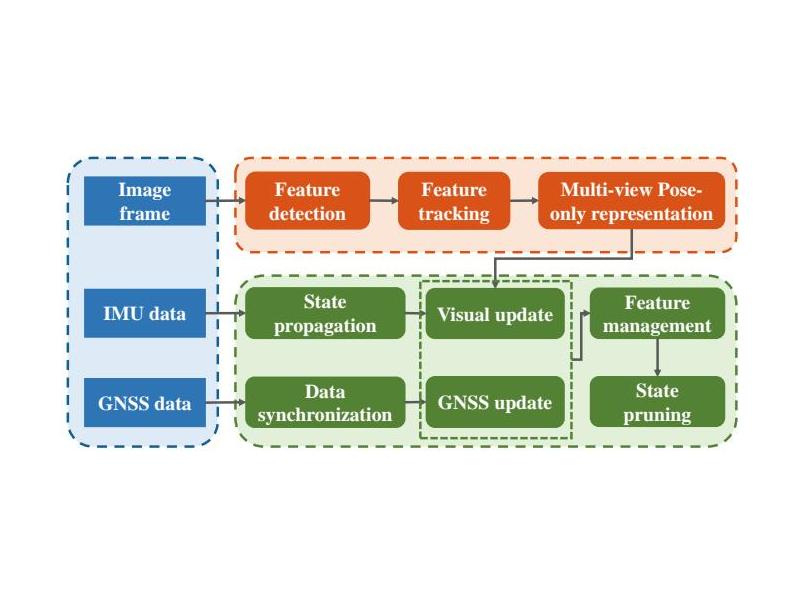 Image
frame
Feature
detection
Feature
tracking
Multi-view Pose-
only representation
IMU data
State
propagation
Visual update
Feature
management
GNSS data
Data
synchronization
GNSS update
State
pruning